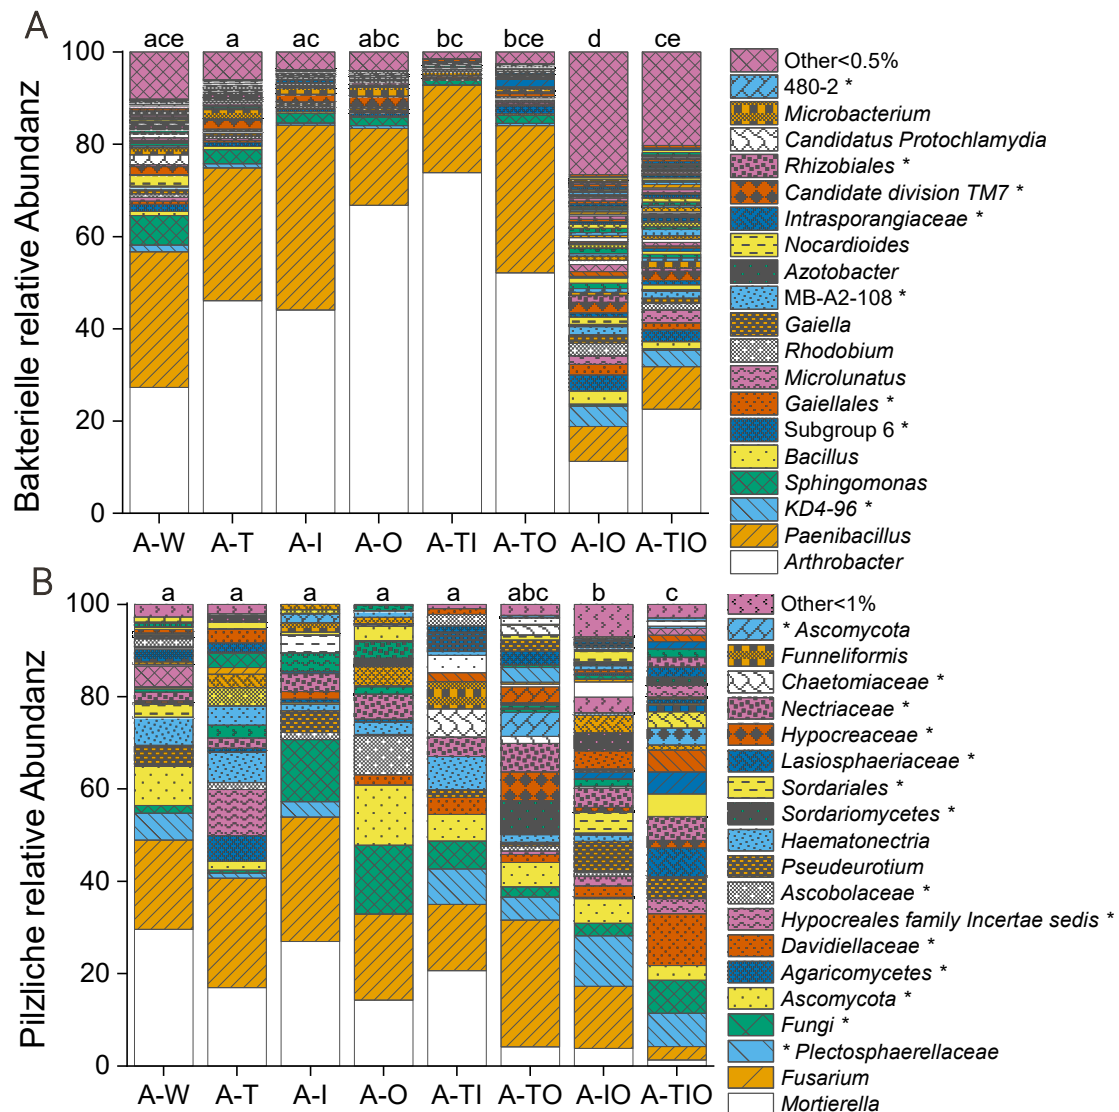 A
Bakterielle relative Abundanz
100
80
60
40
20
0
ace a ac abc bc bce d ce
A-W A-T A-I A-O A-TI A-TO A-IO A-TIO
Other<0.5%
480-2 *
Microbacterium
Candidatus Protochlamydia
Rhizobiales *
Candidate division TM7 *
Intrasporangiaceae *
Nocardioides
Azotobacter
MB-A2-108 *
Gaiella
Rhodobium
Microlunatus
Gaiellales *
Subgroup 6 *
Bacillus
Sphingomonas
KD4-96 *
Paenibacillus
Arthrobacter
B
Pilzliche relative Abundanz
100
80
60
40
20
0
a a a a a abc b c
A-W A-T A-I A-O A-TI A-TO A-IO A-TIO
Other<1%
* Ascomycota
Funneliformis
Chaetomiaceae *
Nectriaceae *
Hypocreaceae *
Lasiosphaeriaceae *
Sordariales *
Sordariomycetes *
Haematonectria
Pseudeurotium
Ascobolaceae *
Hypocreales family Incertae sedis *
Davidiellaceae *
Agaricomycetes *
Ascomycota *
Fungi *
* Plectosphaerellaceae
Fusarium
Mortierella